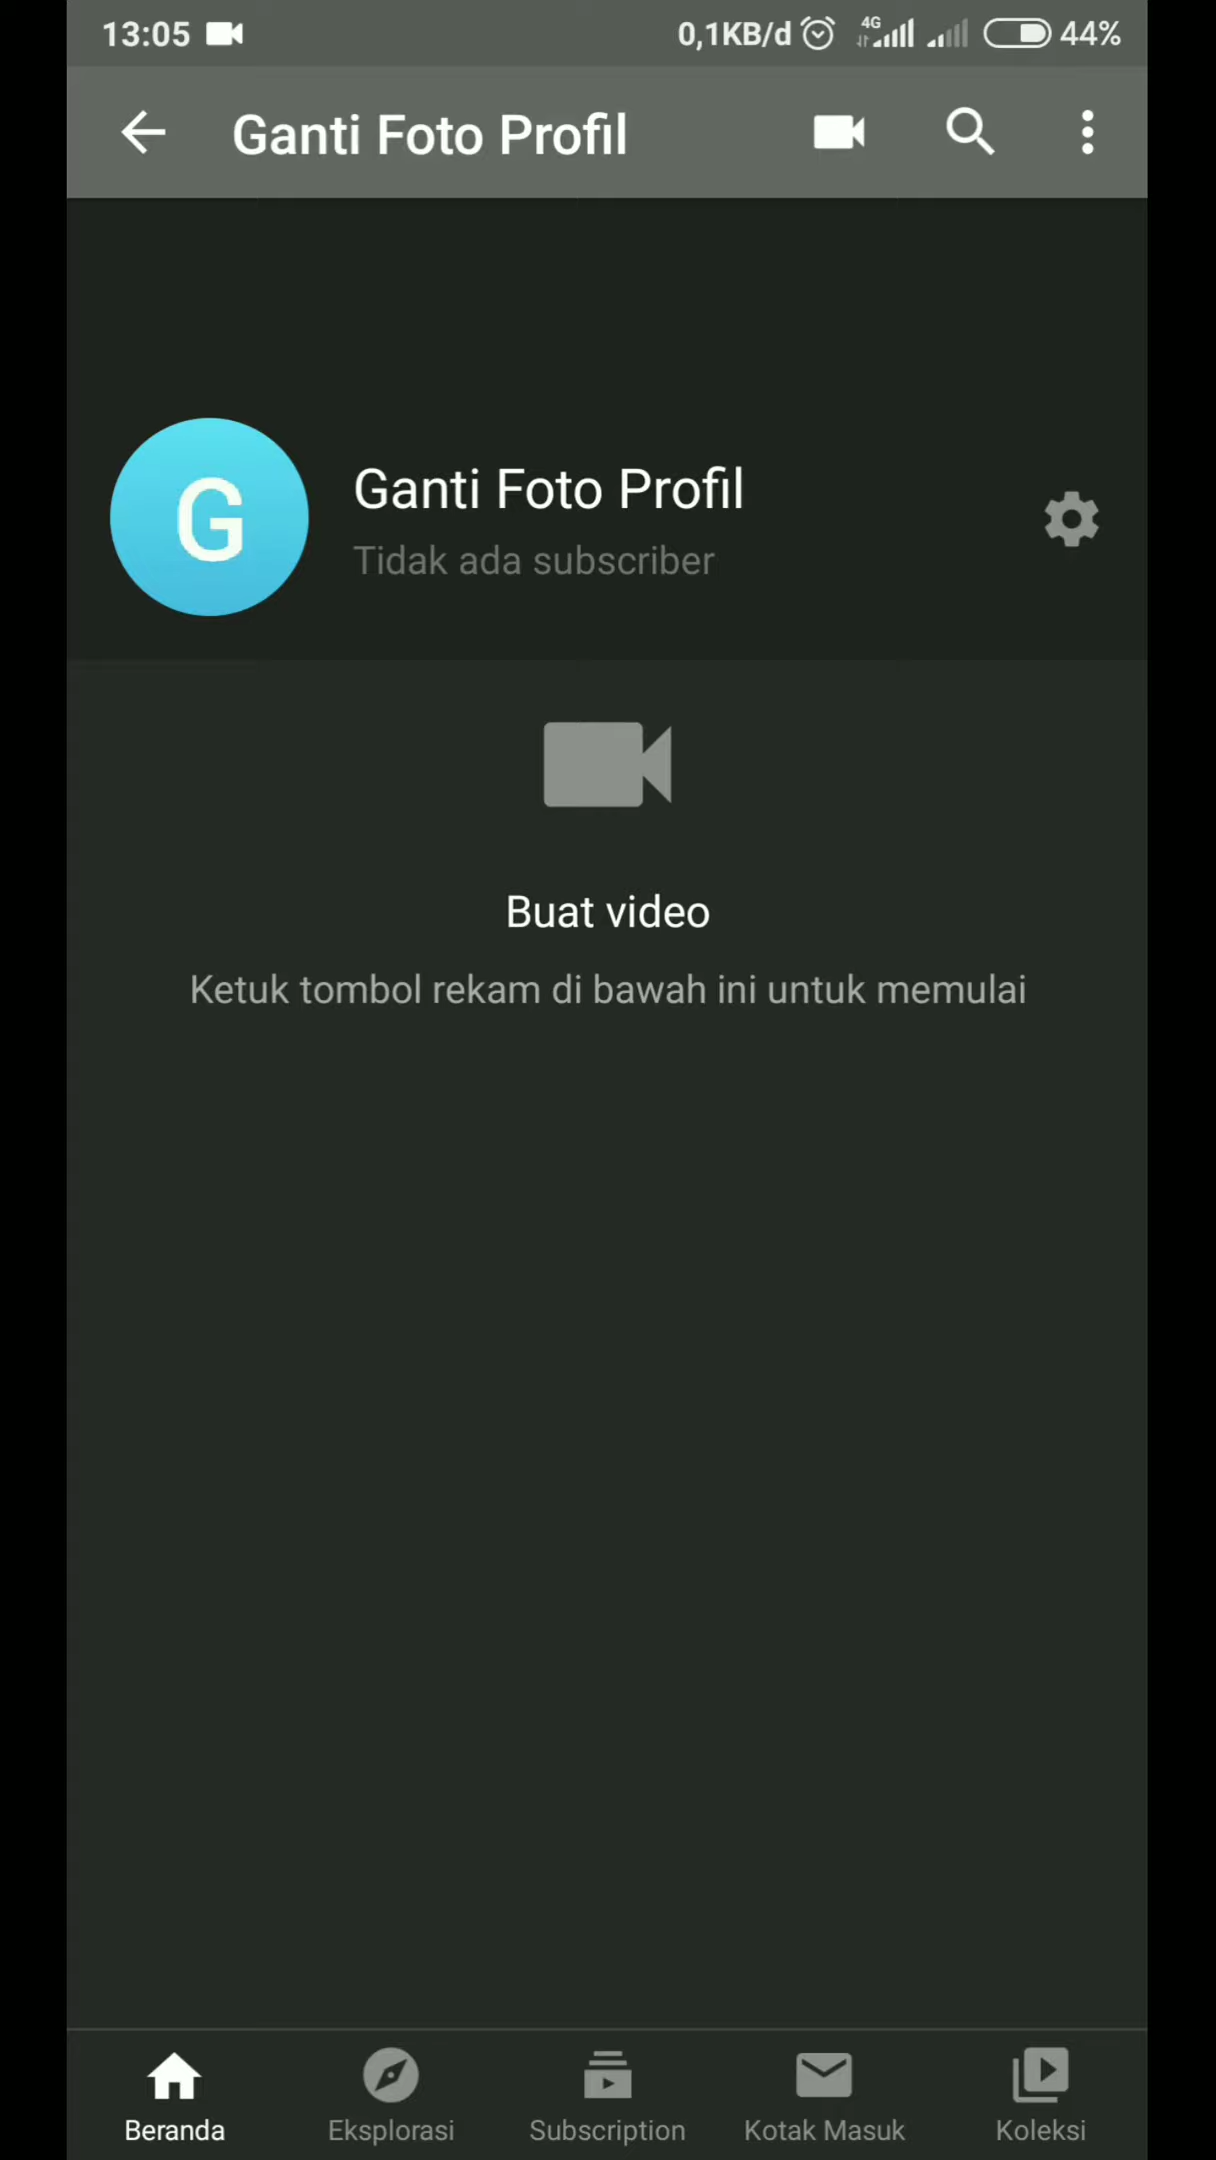 13:05 0,1KB/d 4G 44%
Ganti Foto Profil
G
Ganti Foto Profil
Tidak ada subscriber
Buat video
Ketuk tombol rekam di bawah ini untuk memulai
Beranda Eksplorasi Subscription Kotak Masuk Koleksi